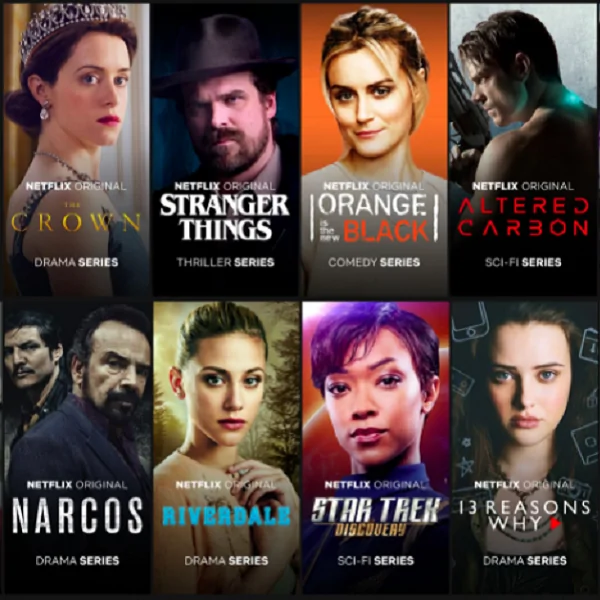 NETFLIX ORIGINAL
THE
CROWN
DRAMA SERIES
NETFLIX ORIGINAL
STRANGER
THINGS
THRILLER SERIES
NETFLIX ORIGINAL
ORANGE
is
the
new
BLACK
COMEDY SERIES
ALTERED
CARBON
NETFLIX ORIGINAL
SCI-FI SERIES
NETFLIX ORIGINAL
NARCOS
DRAMA SERIES
NETFLIX ORIGINAL
RIVERDALE
DRAMA SERIES
NETFLIX ORIGINAL
STAR TREK
DISCOVERY
SCI-FI SERIES
NETFLIX ORIGINAL
13 REASONS
WHY
DRAMA SERIES